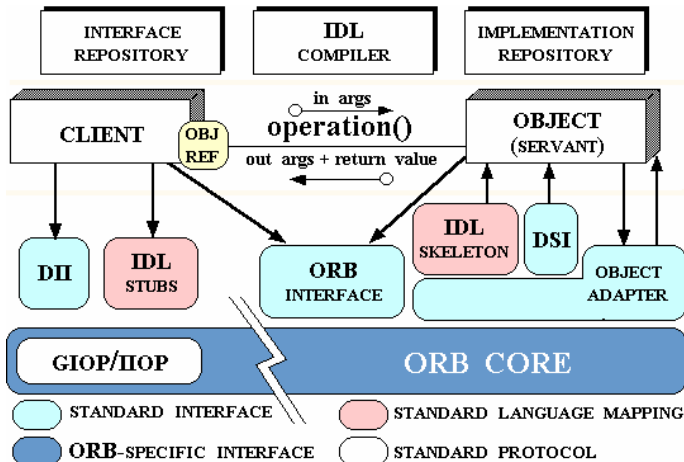 INTERFACE
REPOSITORY
IDL
COMPILER
IMPLEMENTATION
REPOSITORY
CLIENT
OBJ
REF
in args
operation()
out args + return value
OBJECT
(SERVANT)
DII
IDL
STUBS
ORB
INTERFACE
IDL
SKELETON
DSI
OBJECT
ADAPTER
GIOP/IIOP
ORB CORE
STANDARD INTERFACE
STANDARD LANGUAGE MAPPING
ORB-SPECIFIC INTERFACE
STANDARD PROTOCOL